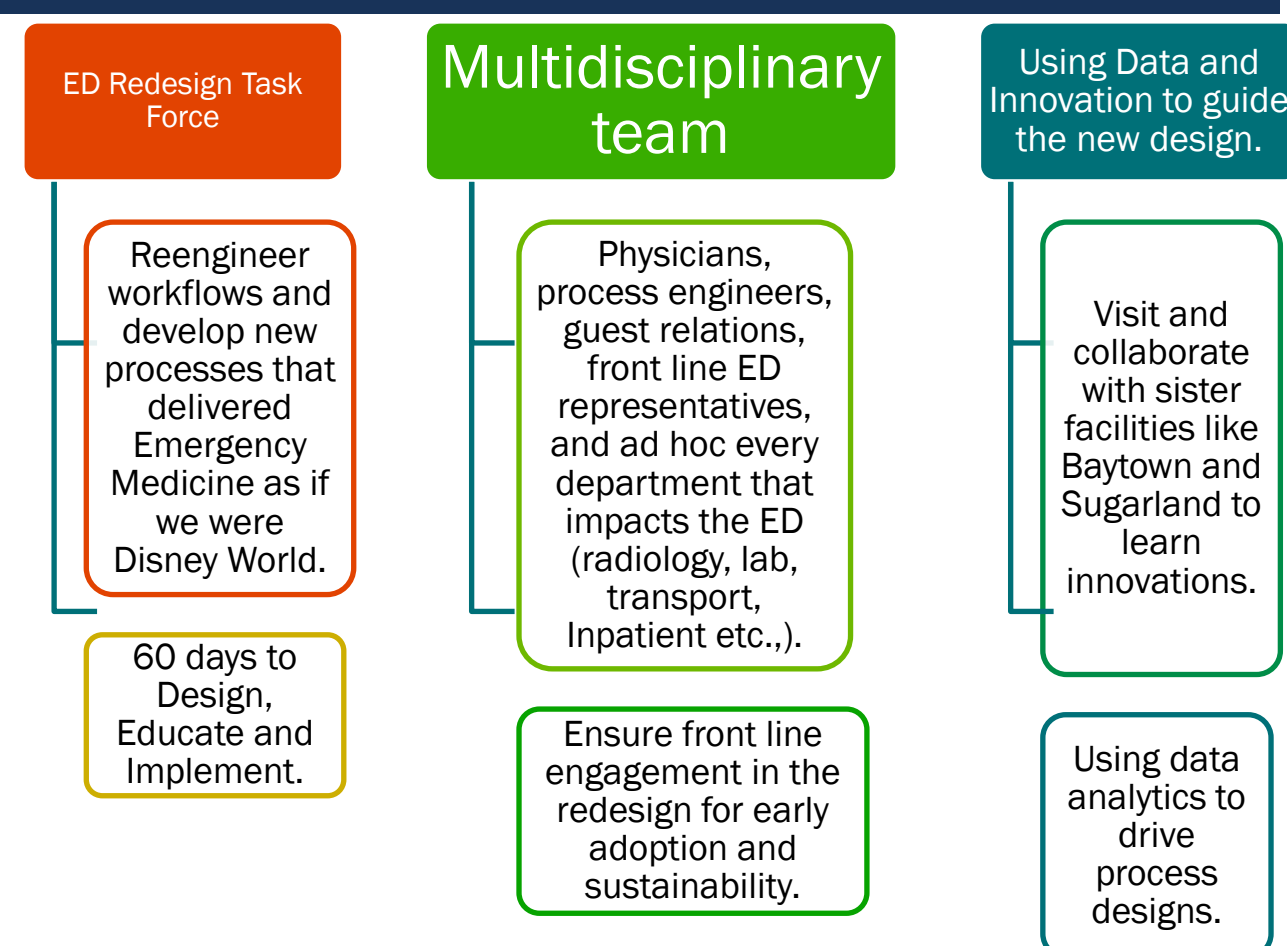 ED Redesign Task
Force
Reengineer
workflows and
develop new
processes that
delivered
Emergency
Medicine as if
we were
Disney World.
60 days to
Design,
Educate and
Implement.
Multidisciplinary
team
Physicians,
process engineers,
guest relations,
front line ED
representatives,
and ad hoc every
department that
impacts the ED
(radiology, lab,
transport,
Inpatient etc.,).
Ensure front line
engagement in the
redesign for early
adoption and
sustainability.
Using Data and
Innovation to guide
the new design.
Visit and
collaborate
with sister
facilities like
Baytown and
Sugarland to
learn
innovations.
Using data
analytics to
drive
process
designs.